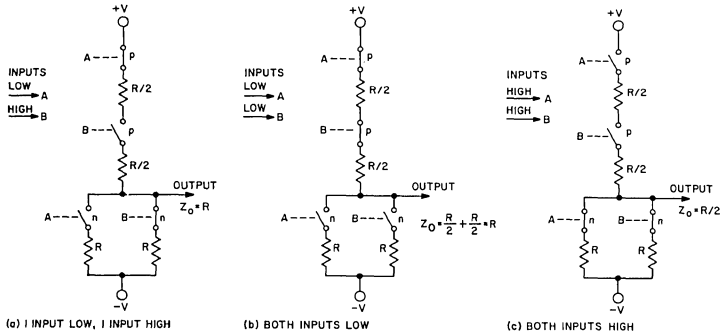 +V
A
p
R/2
INPUTS
LOW
A
HIGH
B
B
p
R/2
OUTPUT
Z₀=R
A
n
B
n
R
R
-V
(a) 1 INPUT LOW, 1 INPUT HIGH
+V
A
p
R/2
INPUTS
LOW
A
LOW
B
B
p
R/2
OUTPUT
A
n
B
n
Z₀=R/2+R/2=R
R
R
-V
(b) BOTH INPUTS LOW
+V
A
p
R/2
INPUTS
HIGH
A
HIGH
B
B
p
R/2
OUTPUT
Z₀=R/2
A
n
B
n
R
R
-V
(c) BOTH INPUTS HIGH